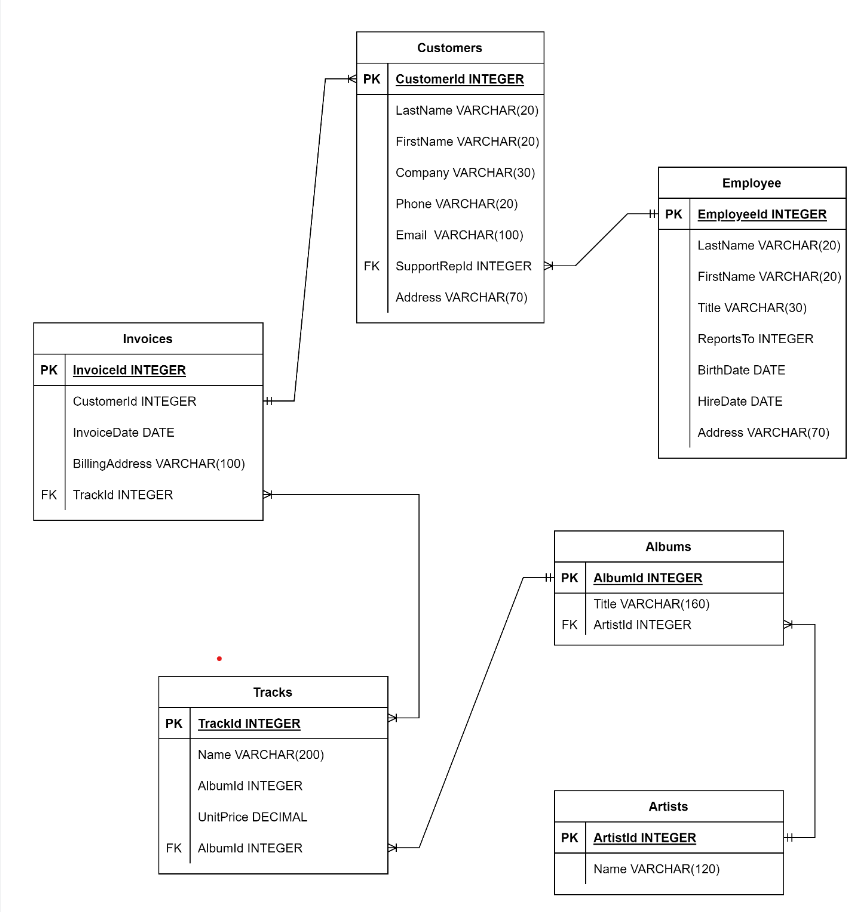 Customers
PK CustomerId INTEGER
LastName VARCHAR(20)
FirstName VARCHAR(20)
Company VARCHAR(30)
Phone VARCHAR(20)
Email VARCHAR(100)
FK SupportRepId INTEGER
Address VARCHAR(70)
Employee
PK EmployeeId INTEGER
LastName VARCHAR(20)
FirstName VARCHAR(20)
Title VARCHAR(30)
ReportsTo INTEGER
BirthDate DATE
HireDate DATE
Address VARCHAR(70)
Invoices
PK InvoiceId INTEGER
CustomerId INTEGER
InvoiceDate DATE
BillingAddress VARCHAR(100)
FK TrackId INTEGER
Albums
PK AlbumId INTEGER
Title VARCHAR(160)
FK ArtistId INTEGER
Tracks
PK TrackId INTEGER
Name VARCHAR(200)
AlbumId INTEGER
UnitPrice DECIMAL
FK AlbumId INTEGER
Artists
PK ArtistId INTEGER
Name VARCHAR(120)